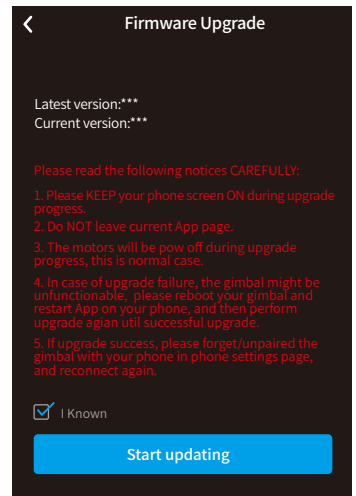 Firmware Upgrade
Latest version:***
Current version:***
Please read the following notices CAREFULLY:
1. Please KEEP your phone screen ON during upgrade
progress.
2. Do NOT leave current App page.
3. The motors will be pow off during upgrade
progress, this is normal case.
4. In case of upgrade failure, the gimbal might be
unfunctionable,  please reboot your gimbal and
restart App on your phone, and then perform
upgrade agian util successful upgrade.
5. If upgrade success, please forget/unpaired the
gimbal with your phone in phone settings page,
and reconnect again.
I Known
Start updating